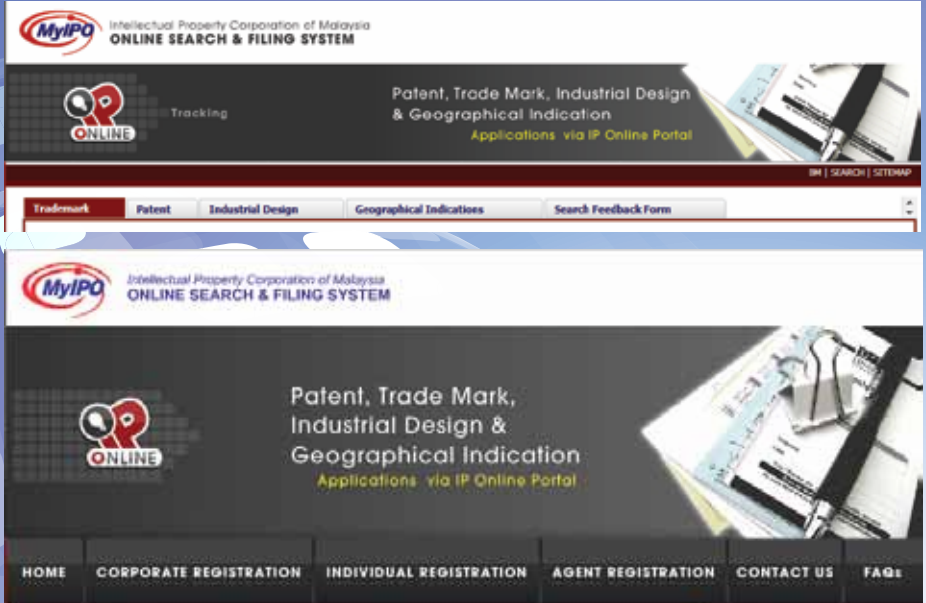 MyIPO
Intellectual Property Corporation of Malaysia
ONLINE SEARCH & FILING SYSTEM
IP
ONLINE
Tracking
Patent, Trade Mark, Industrial Design
& Geographical Indication
Applications via IP Online Portal
BM | SEARCH | SITEMAP
Trademark Patent Industrial Design Geographical Indications Search Feedback Form
MyIPO
Intellectual Property Corporation of Malaysia
ONLINE SEARCH & FILING SYSTEM
IP
ONLINE
Patent, Trade Mark,
Industrial Design &
Geographical Indication
Applications via IP Online Portal
HOME CORPORATE REGISTRATION INDIVIDUAL REGISTRATION AGENT REGISTRATION CONTACT US FAQs